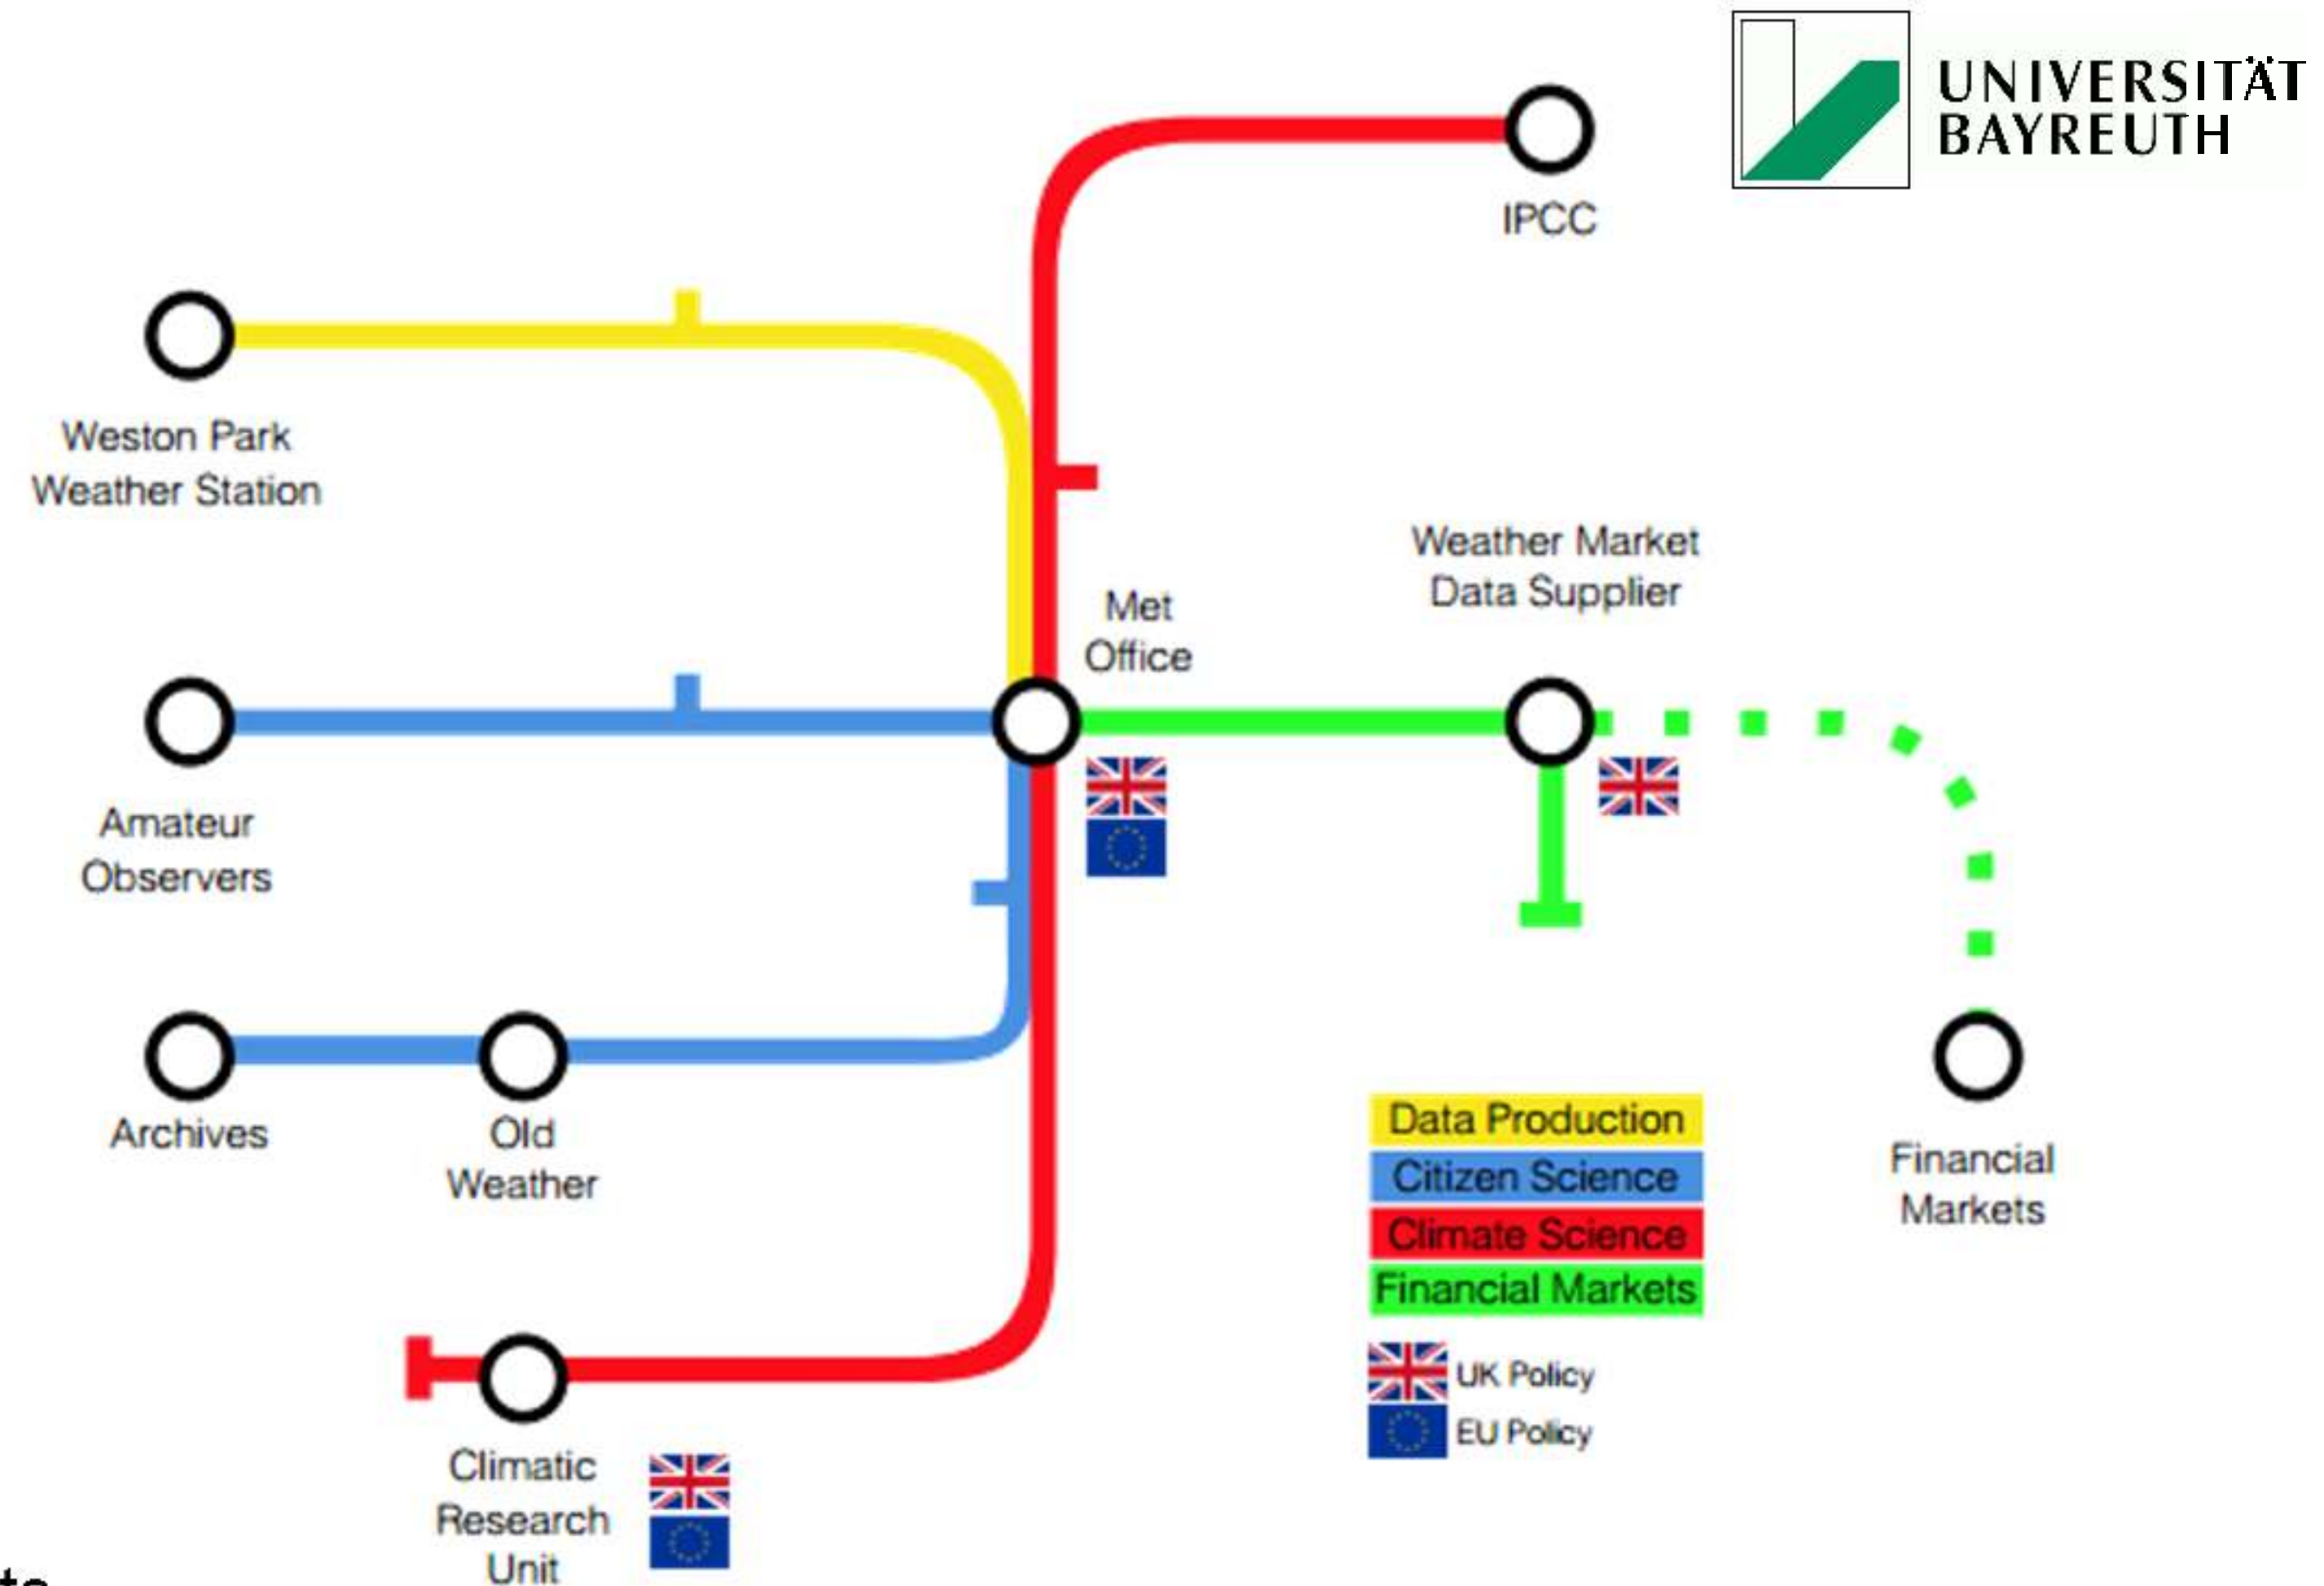 UNIVERSITÄT
BAYREUTH
IPCC
Weston Park
Weather Station
Weather Market
Data Supplier
Met
Office
Amateur
Observers
Archives
Old
Weather
Data Production
Citizen Science
Climate Science
Financial Markets
Financial
Markets
UK Policy
EU Policy
Climatic
Research
Unit